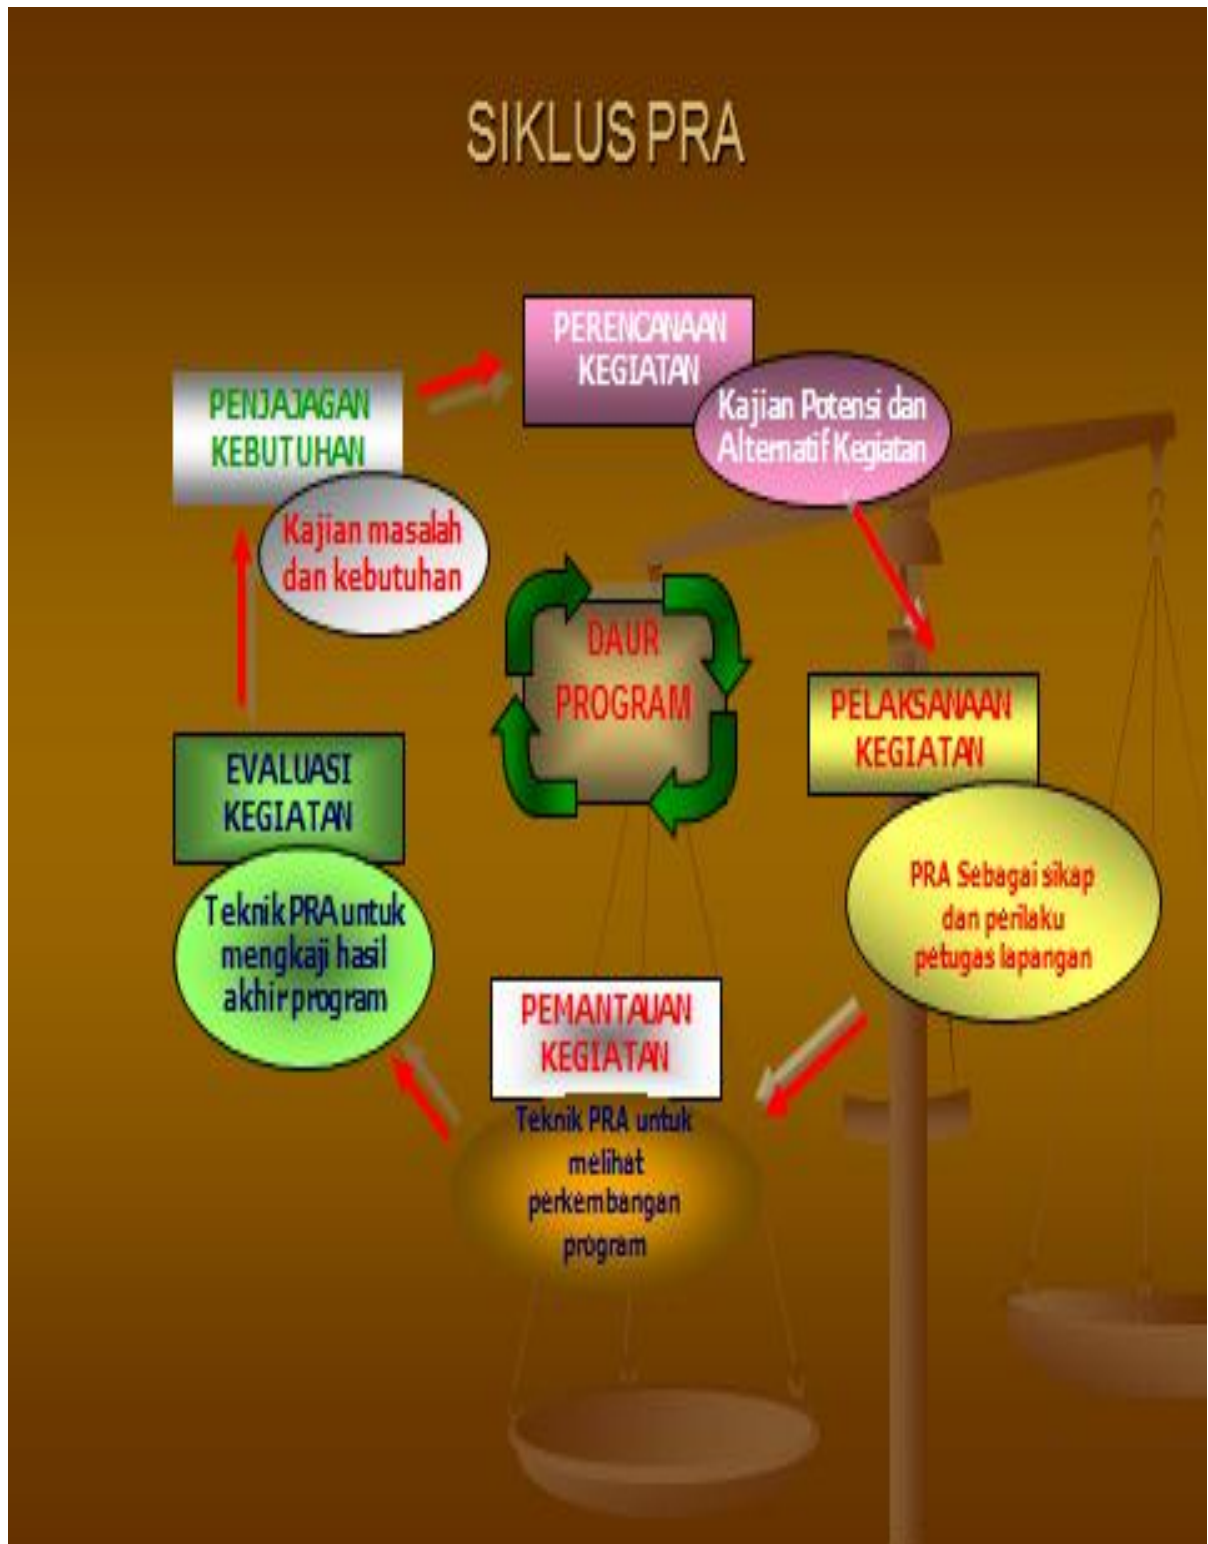 SIKLUS PRA
PERENCANAAN
KEGIATAN
Kajian Potensi dan
Alternatif Kegiatan
PENJAJAGAN
KEBUTUHAN
Kajian masalah
dan kebutuhan
DAUR
PROGRAM
PELAKSANAAN
KEGIATAN
PRA Sebagai sikap
dan perilaku
petugas lapangan
EVALUASI
KEGIATAN
Teknik PRA untuk
mengkaji hasil
akhir program
PEMANTAUAN
KEGIATAN
Teknik PRA untuk
melihat
perkembangan
program